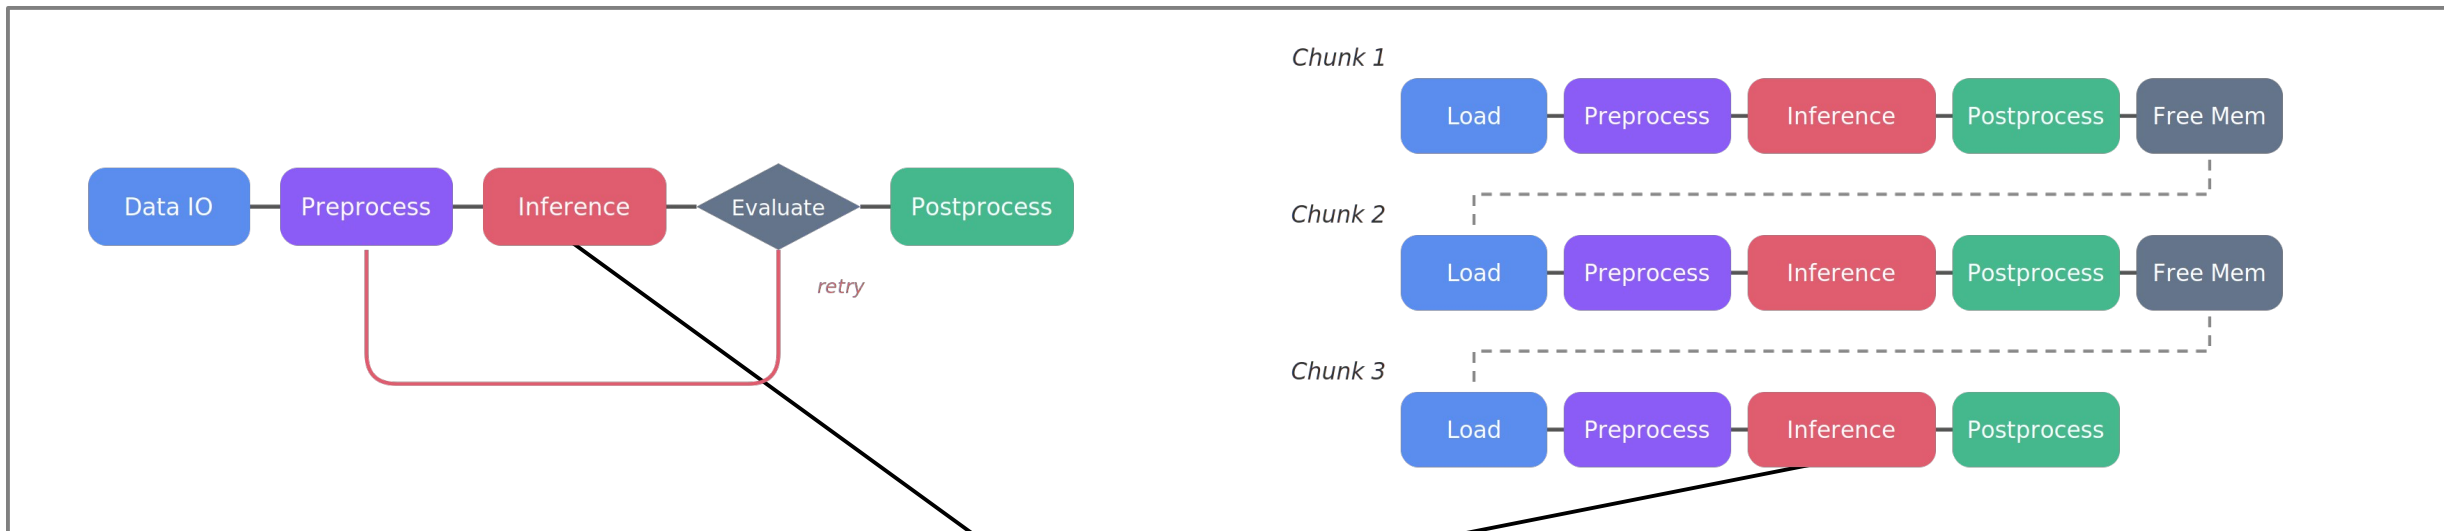 Data IO
Preprocess
Inference
Evaluate
Postprocess
retry
Chunk 1
Load
Preprocess
Inference
Postprocess
Free Mem
Chunk 2
Load
Preprocess
Inference
Postprocess
Free Mem
Chunk 3
Load
Preprocess
Inference
Postprocess